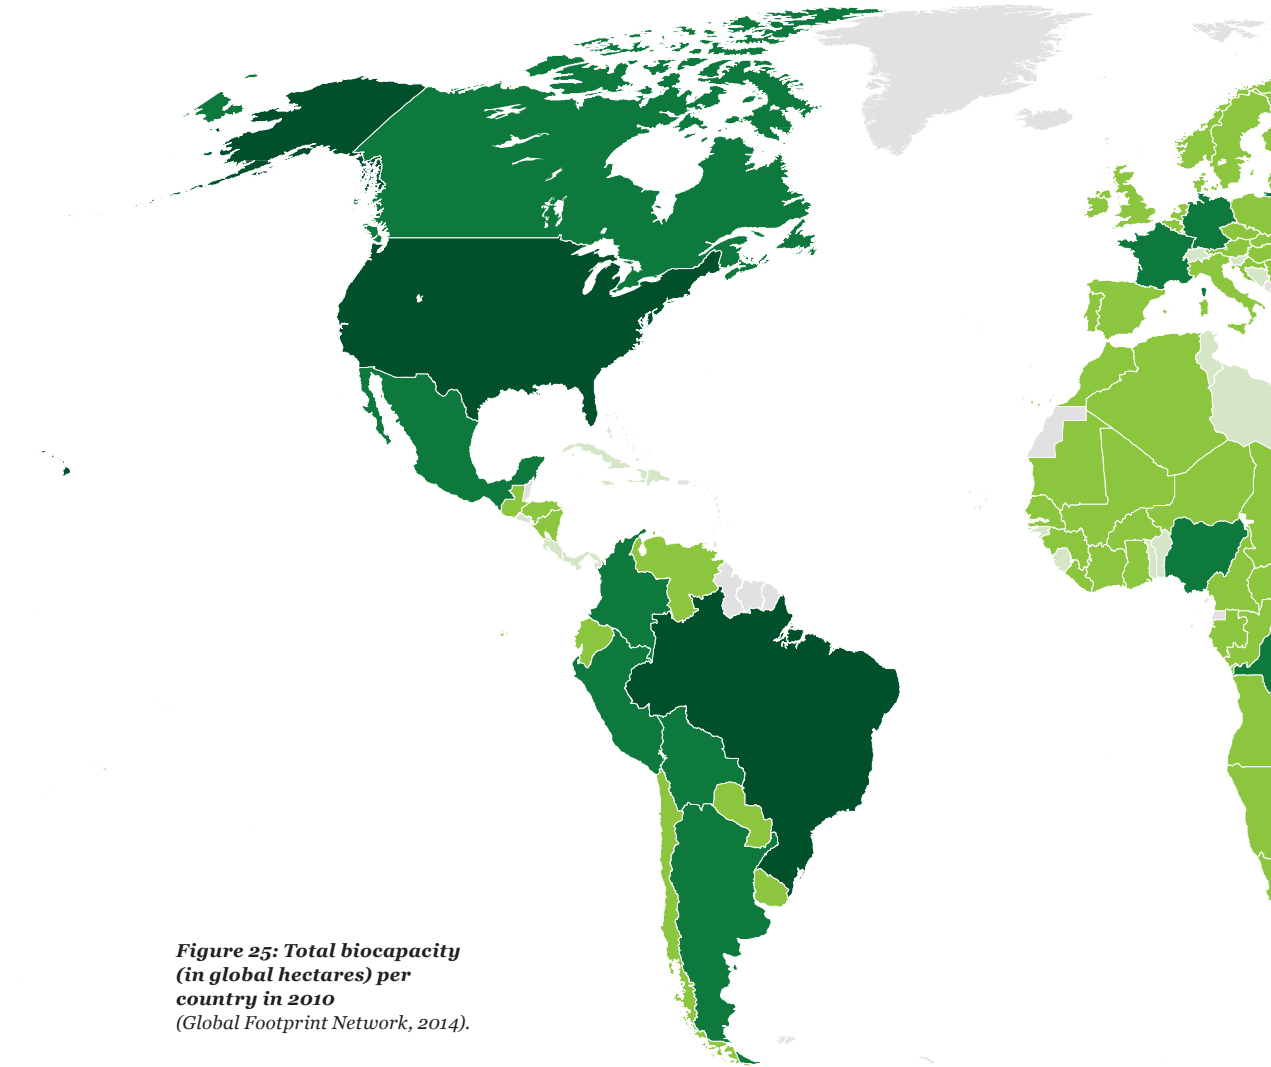 Figure 25: Total biocapacity
(in global hectares) per
country in 2010
(Global Footprint Network, 2014).